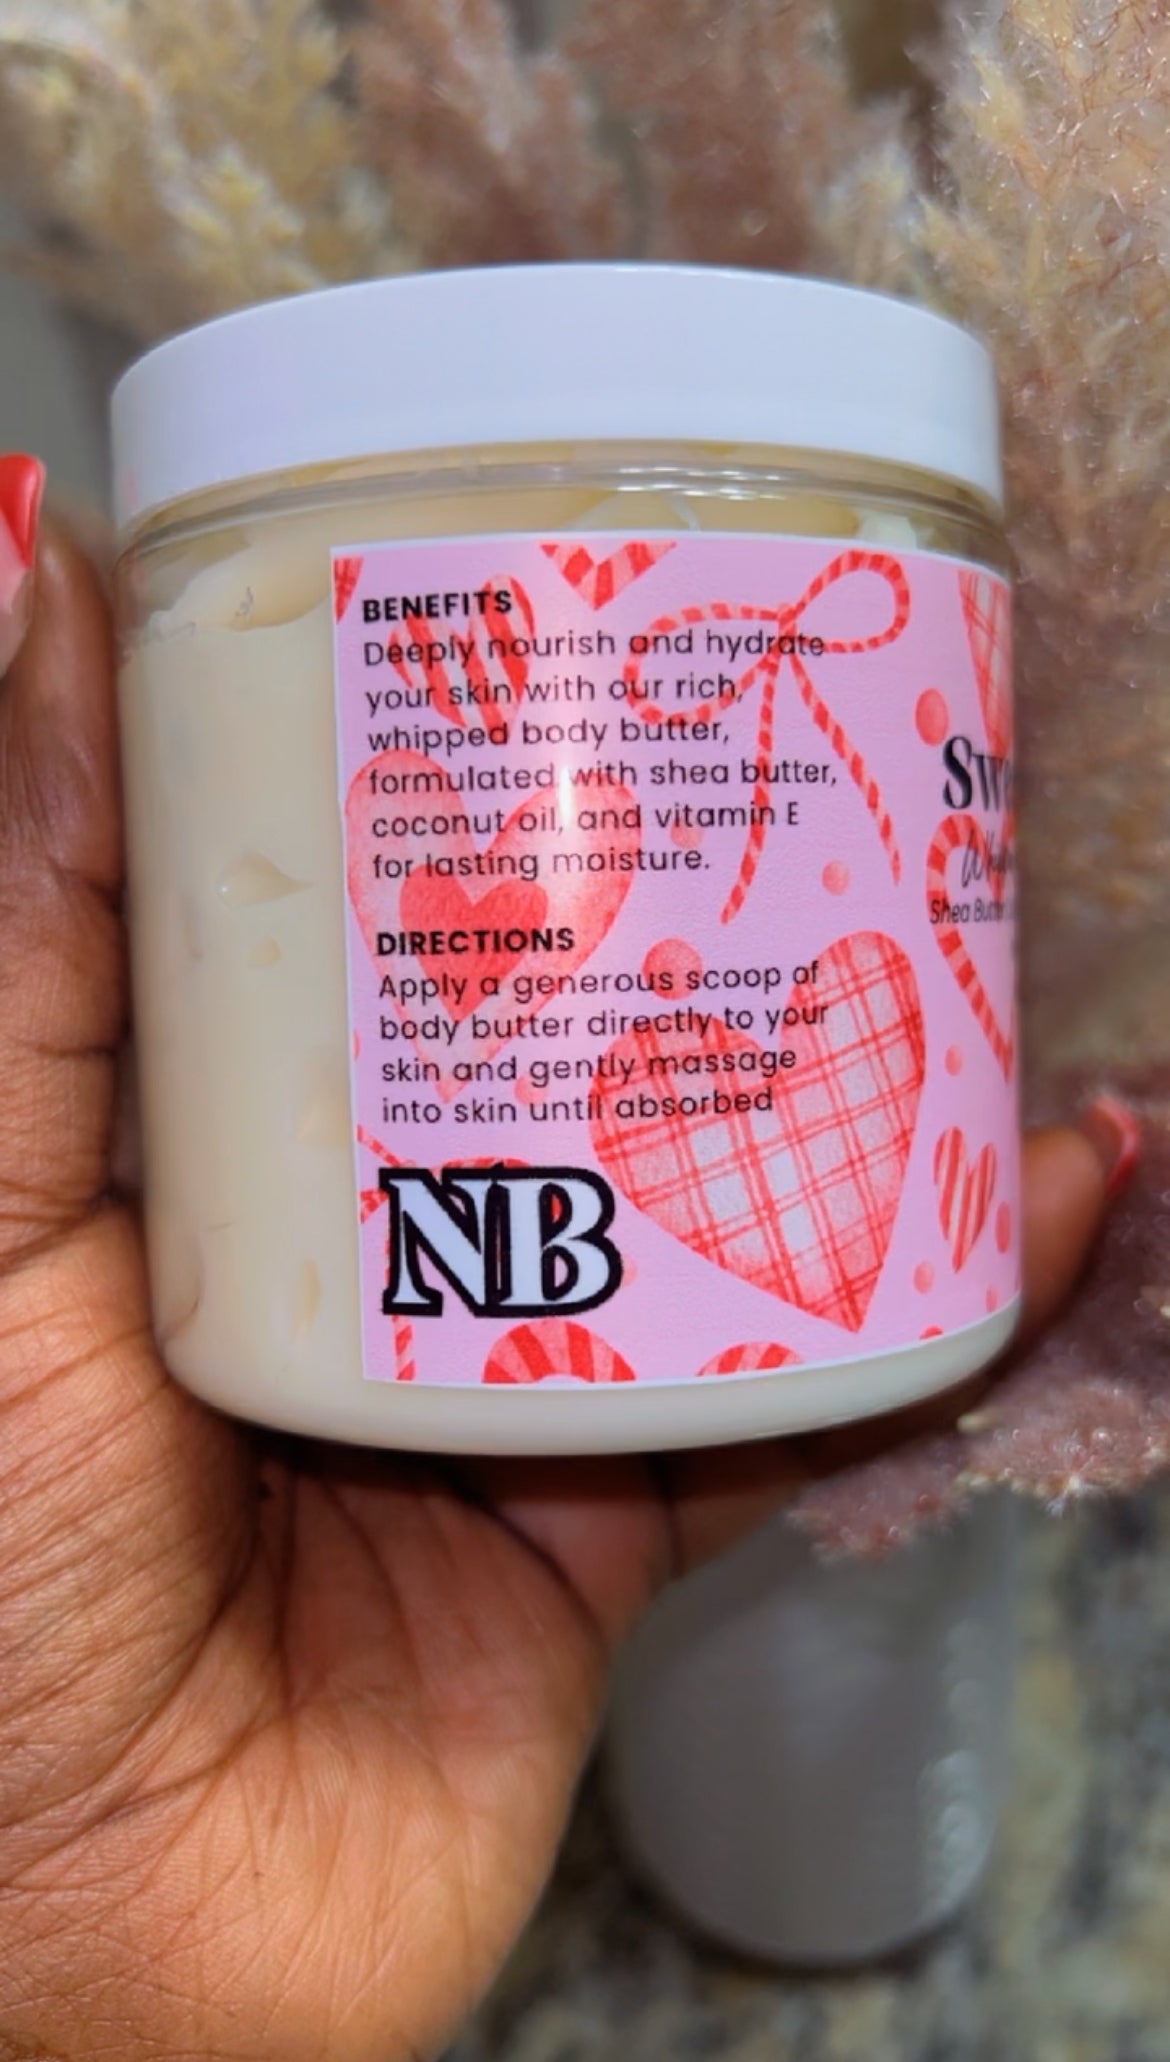 BENEFITS
Deeply nourish and hydrate
your skin with our rich,
whipped body butter,
formulated with shea butter,
coconut oil, and vitamin E
for lasting moisture.
DIRECTIONS
Apply a generous scoop of
body butter directly to your
skin and gently massage
into skin until absorbed
NB
Shea Butter